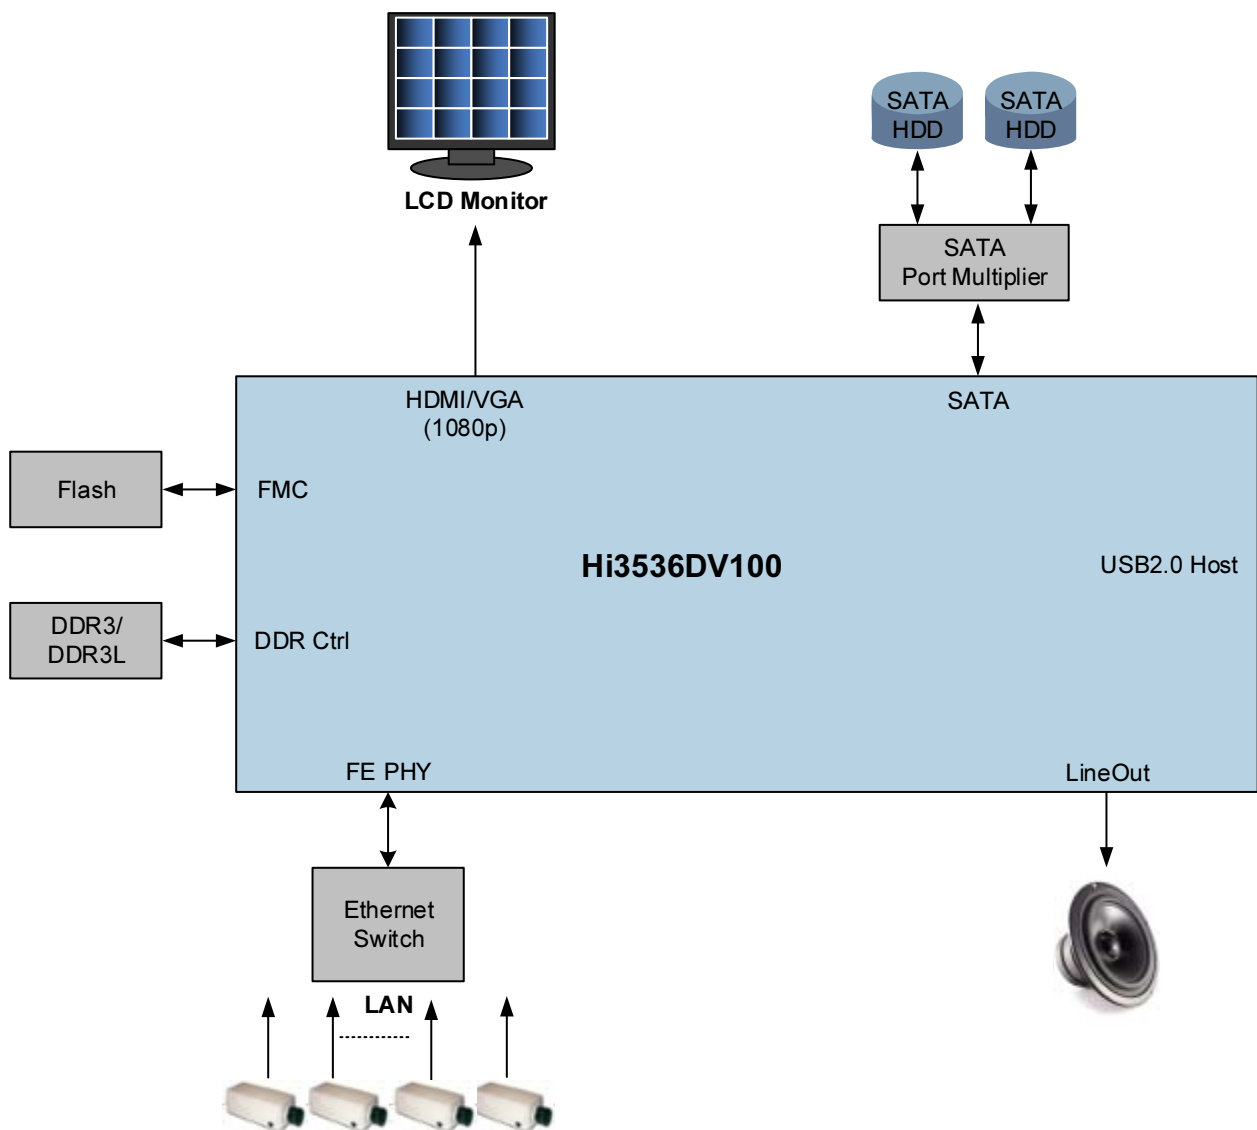 LCD Monitor
SATA
HDD
SATA
HDD
SATA
Port Multiplier
HDMI/VGA
(1080p)
SATA
Flash
FMC
Hi3536DV100
USB2.0 Host
DDR3/
DDR3L
DDR Ctrl
FE PHY
LineOut
Ethernet
Switch
LAN